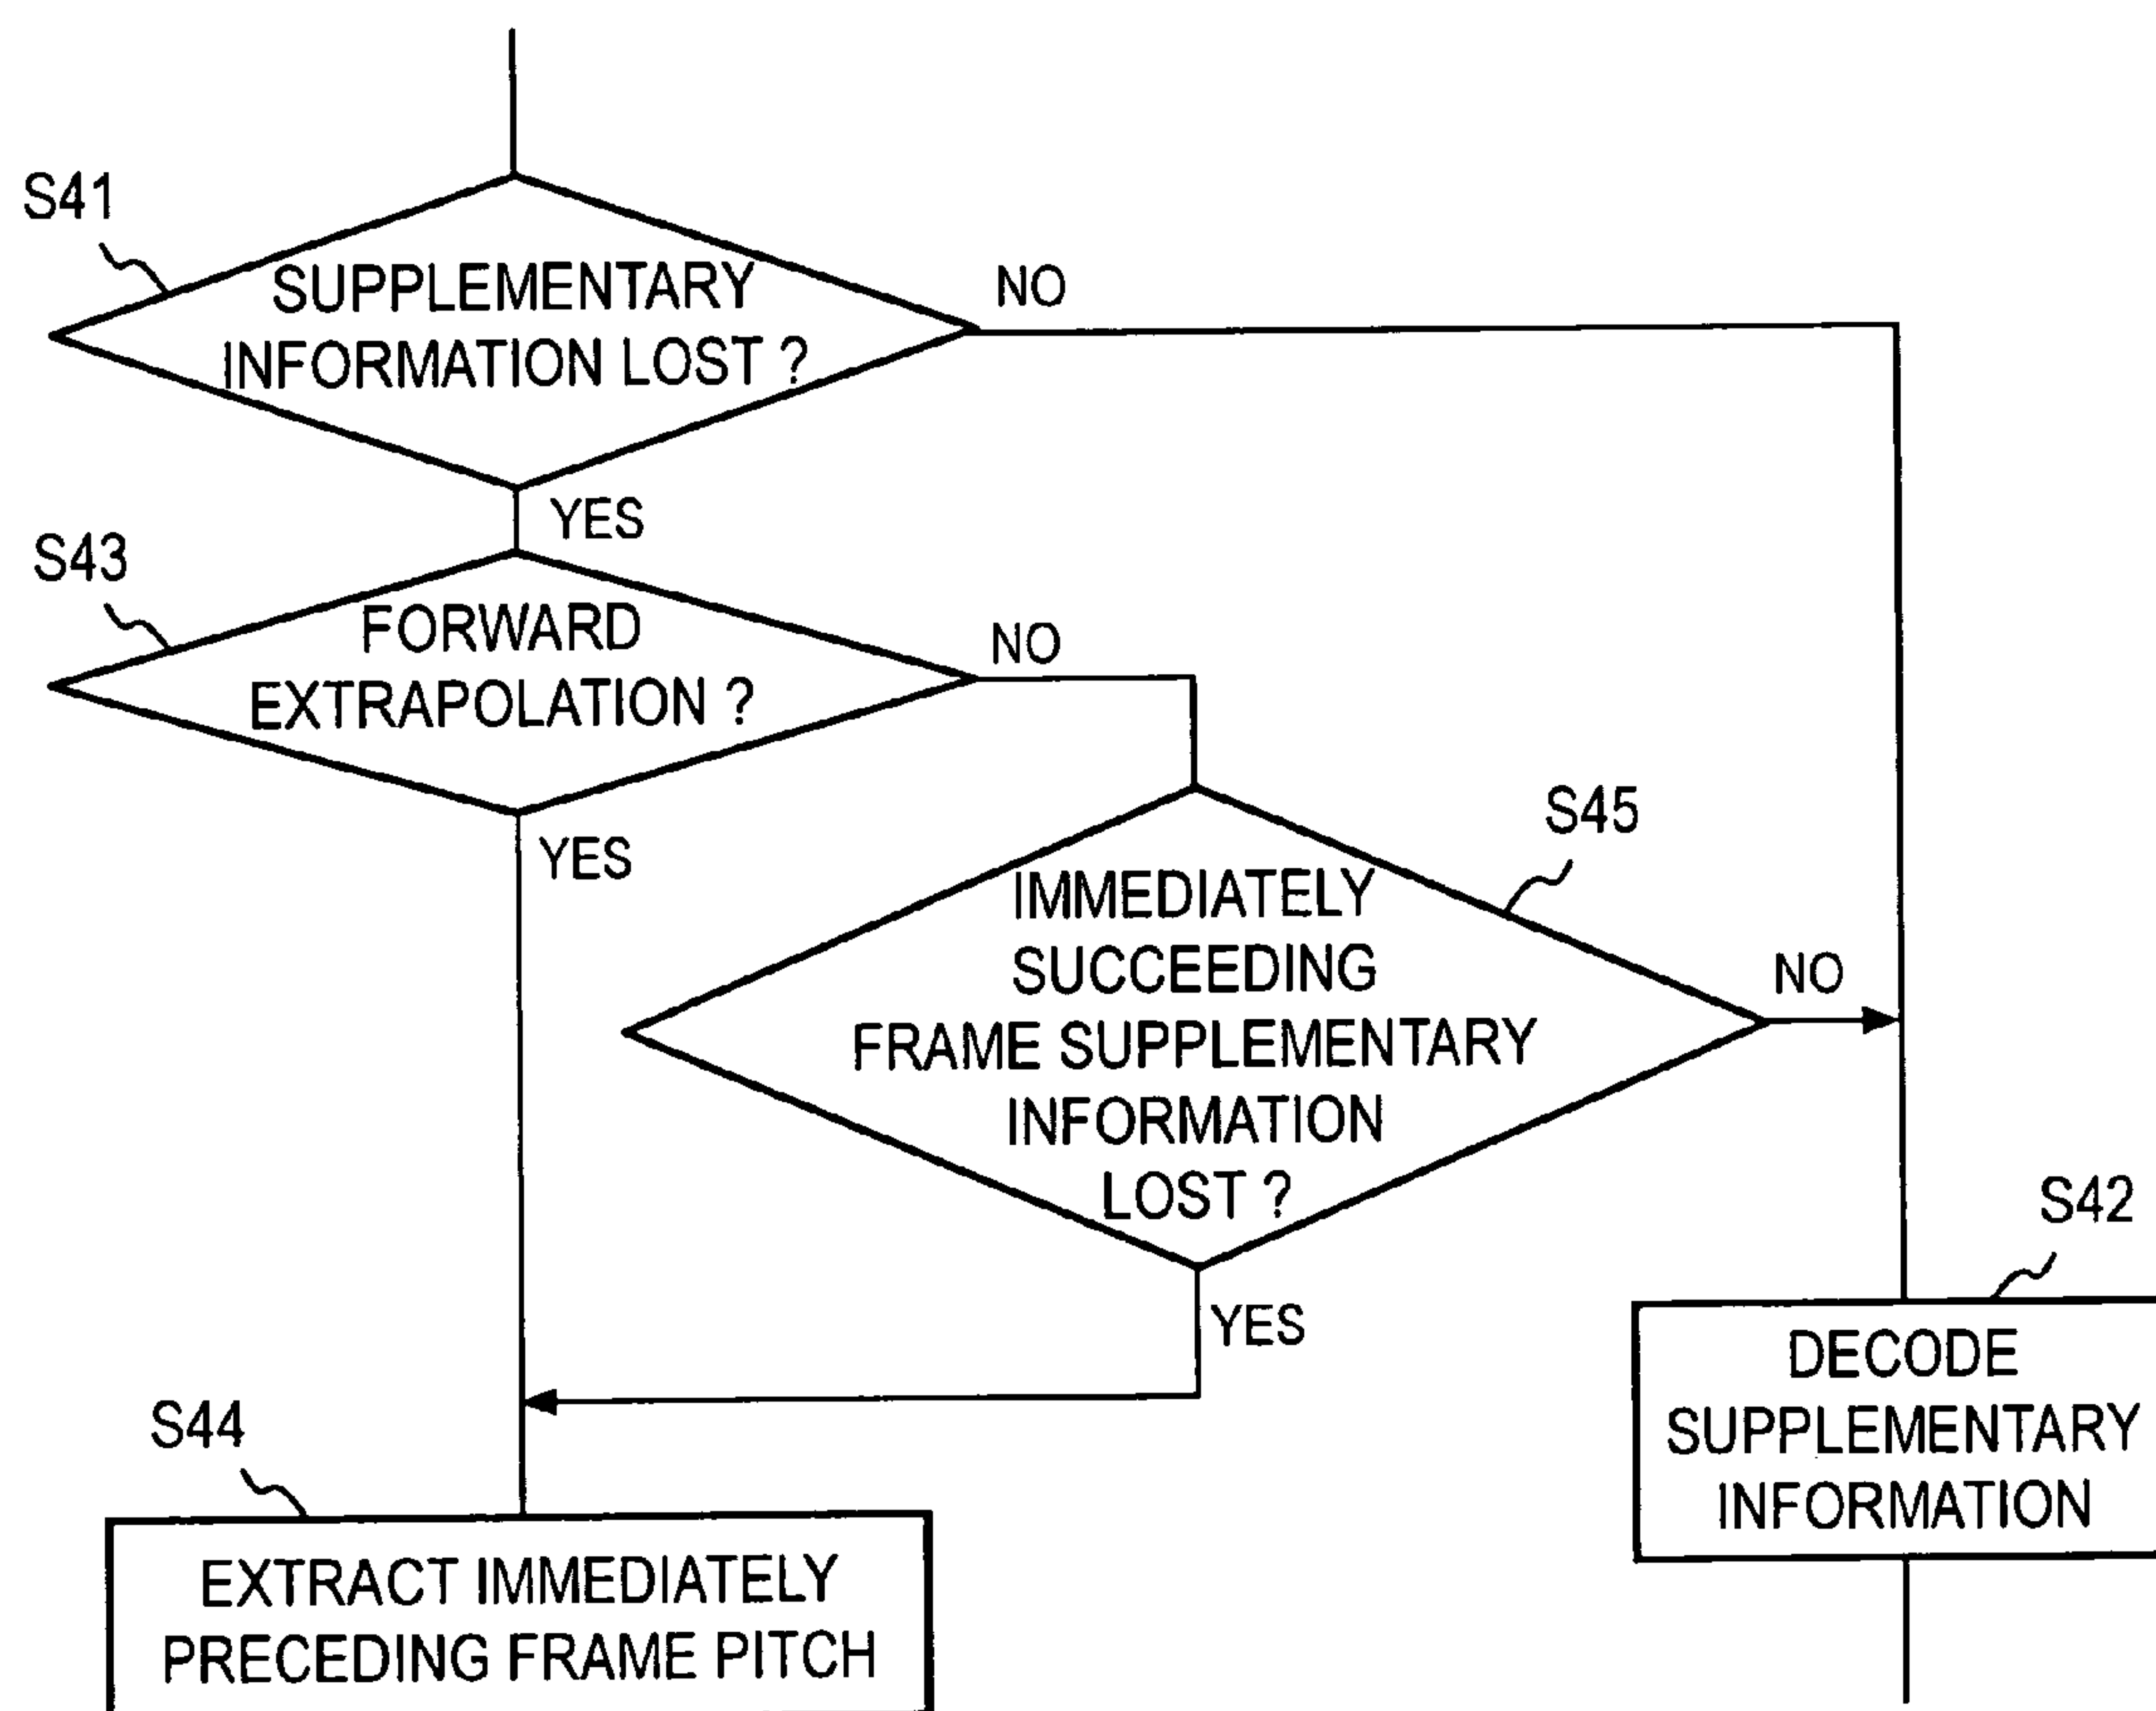 S41
SUPPLEMENTARY
INFORMATION LOST ?
NO
YES
S43
FORWARD
EXTRAPOLATION ?
NO
YES
S45
IMMEDIATELY
SUCCEEDING
FRAME SUPPLEMENTARY
INFORMATION
LOST ?
NO
YES
S42
DECODE
SUPPLEMENTARY
INFORMATION
S44
EXTRACT IMMEDIATELY
PRECEDING FRAME PITCH